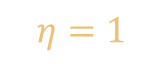 η = 1